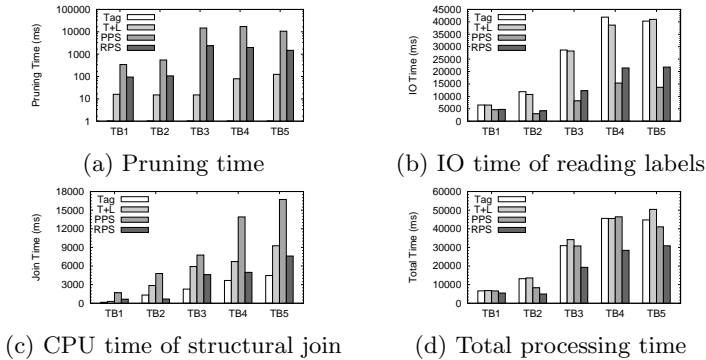 Pruning Time (ms)
100000
10000
1000
100
10
1
Tag
T+L
PPS
RPS
TB1 TB2 TB3 TB4 TB5
(a) Pruning time
IO Time (ms)
45000
40000
35000
30000
25000
20000
15000
10000
5000
0
Tag
T+L
PPS
RPS
TB1 TB2 TB3 TB4 TB5
(b) IO time of reading labels
Join Time (ms)
18000
15000
12000
9000
6000
3000
0
Tag
T+L
PPS
RPS
TB1 TB2 TB3 TB4 TB5
(c) CPU time of structural join
Total Time (ms)
60000
50000
40000
30000
20000
10000
0
Tag
T+L
PPS
RPS
TB1 TB2 TB3 TB4 TB5
(d) Total processing time